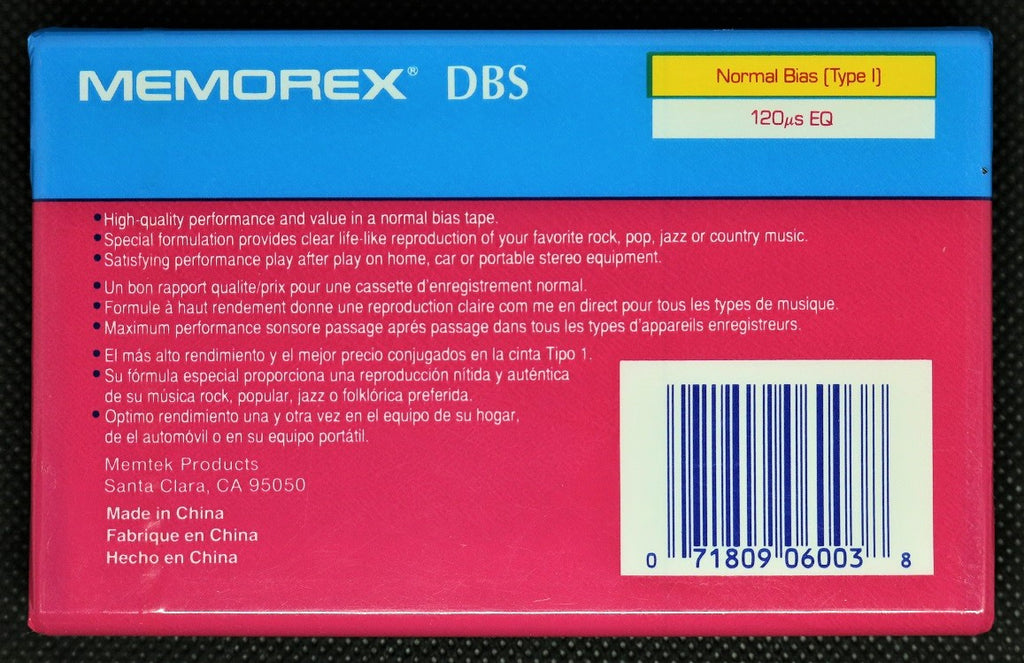 MEMOREX® DBS
Normal Bias (Type I)
120µs EQ
•High-quality performance and value in a normal bias tape.
•Special formulation provides clear life-like reproduction of your favorite rock, pop, jazz or country music.
•Satisfying performance play after play on home, car or portable stereo equipment.
•Un bon rapport qualite/prix pour une cassette d'enregistrement normal.
•Formule à haut rendement donne une reproduction claire com me en direct pour tous les types de musique.
•Maximum performance sonsore passage aprés passage dans tous les types d'appareils enregistreurs.
•El más alto rendimiento y el mejor precio conjugados en la cinta Tipo 1.
•Su fórmula especial proporciona una reproducción nítida y auténtica
de su música rock, popular, jazz o folklórica preferida.
•Optimo rendimiento una y otra vez en el equipo de su hogar,
de el automóvil o en su equipo portátil.
Memtek Products
Santa Clara, CA 95050
Made in China
Fabrique en China
Hecho en China
0 71809 06003 8